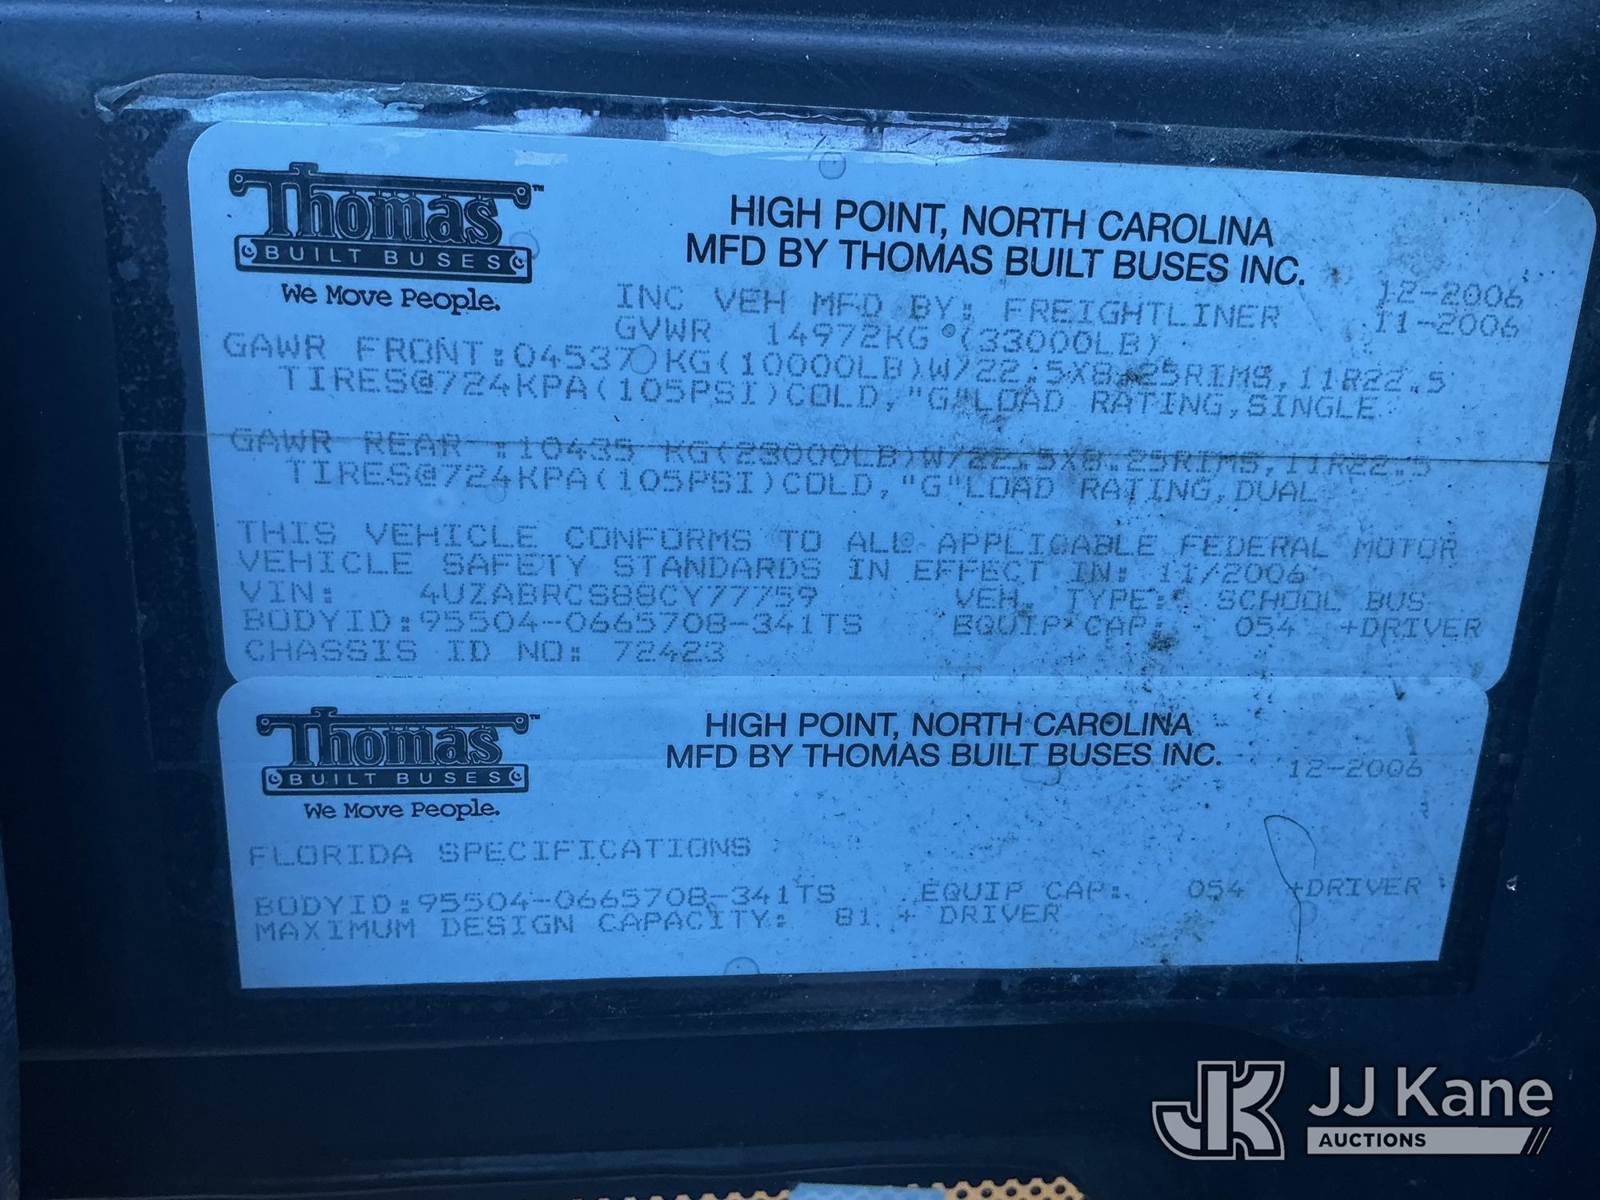 Thomas™
BUILT BUSES
We Move People.
HIGH POINT, NORTH CAROLINA
MFD BY THOMAS BUILT BUSES INC. 12-2006
INC VEH MFD BY: FREIGHTLINER 11-2006
GVWR 14972KG (33000LB)
GAWR FRONT:04537 KG(10000LB)W/22.5X8.25RIMS,11R22.5
TIRES@724KPA(105PSI)COLD,"G"LOAD RATING,SINGLE
GAWR REAR :10435 KG(23000LB)W/22.5X8.25RIMS,11R22.5
TIRES@724KPA(105PSI)COLD,"G"LOAD RATING,DUAL
THIS VEHICLE CONFORMS TO ALL APPLICABLE FEDERAL MOTOR
VEHICLE SAFETY STANDARDS IN EFFECT IN: 11/2006
VIN: 4UZABRCS88CY77759 VEH. TYPE: SCHOOL BUS
BODYID:95504-0665708-341TS EQUIP CAP: 054 +DRIVER
CHASSIS ID NO: 72423
Thomas™
BUILT BUSES
We Move People.
HIGH POINT, NORTH CAROLINA
MFD BY THOMAS BUILT BUSES INC. 12-2006
FLORIDA SPECIFICATIONS
BODYID:95504-0665708-341TS EQUIP CAP: 054 +DRIVER
MAXIMUM DESIGN CAPACITY: 81 + DRIVER
JK JJ Kane
AUCTIONS